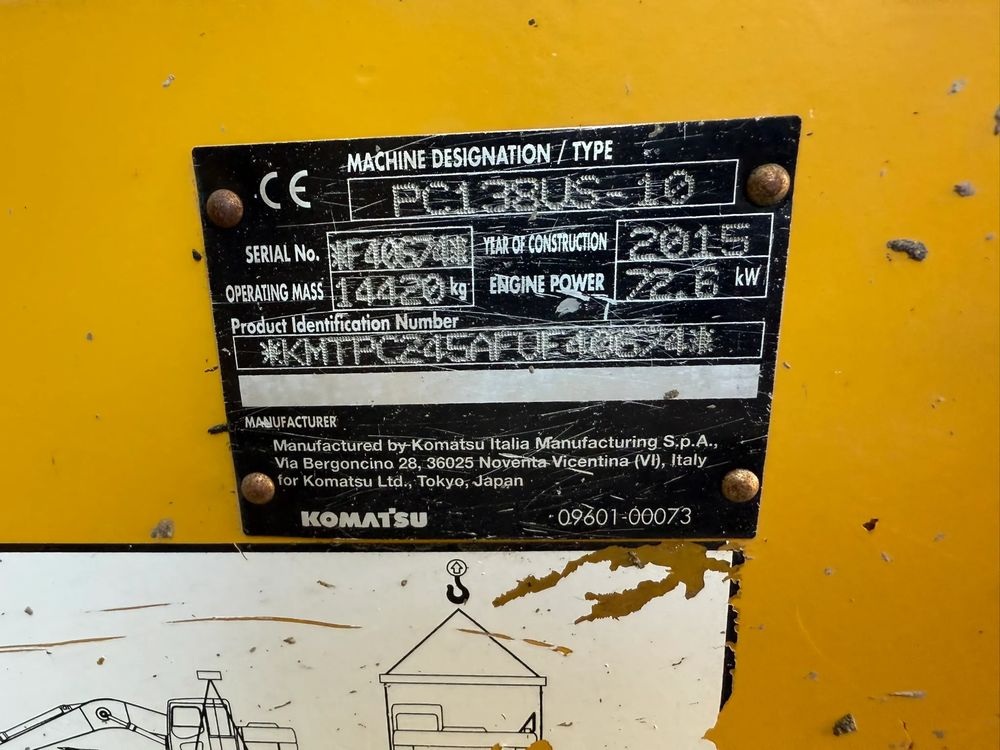 CE
MACHINE DESIGNATION / TYPE
PC138US-10
SERIAL No. *F40674* YEAR OF CONSTRUCTION 2015
OPERATING MASS 14420 kg ENGINE POWER 72.6 kW
Product Identification Number
*KMTPC245AFUF40674*
MANUFACTURER
Manufactured by Komatsu Italia Manufacturing S.p.A.,
Via Bergoncino 28, 36025 Noventa Vicentina (VI), Italy
for Komatsu Ltd., Tokyo, Japan
KOMATSU 09601-00073